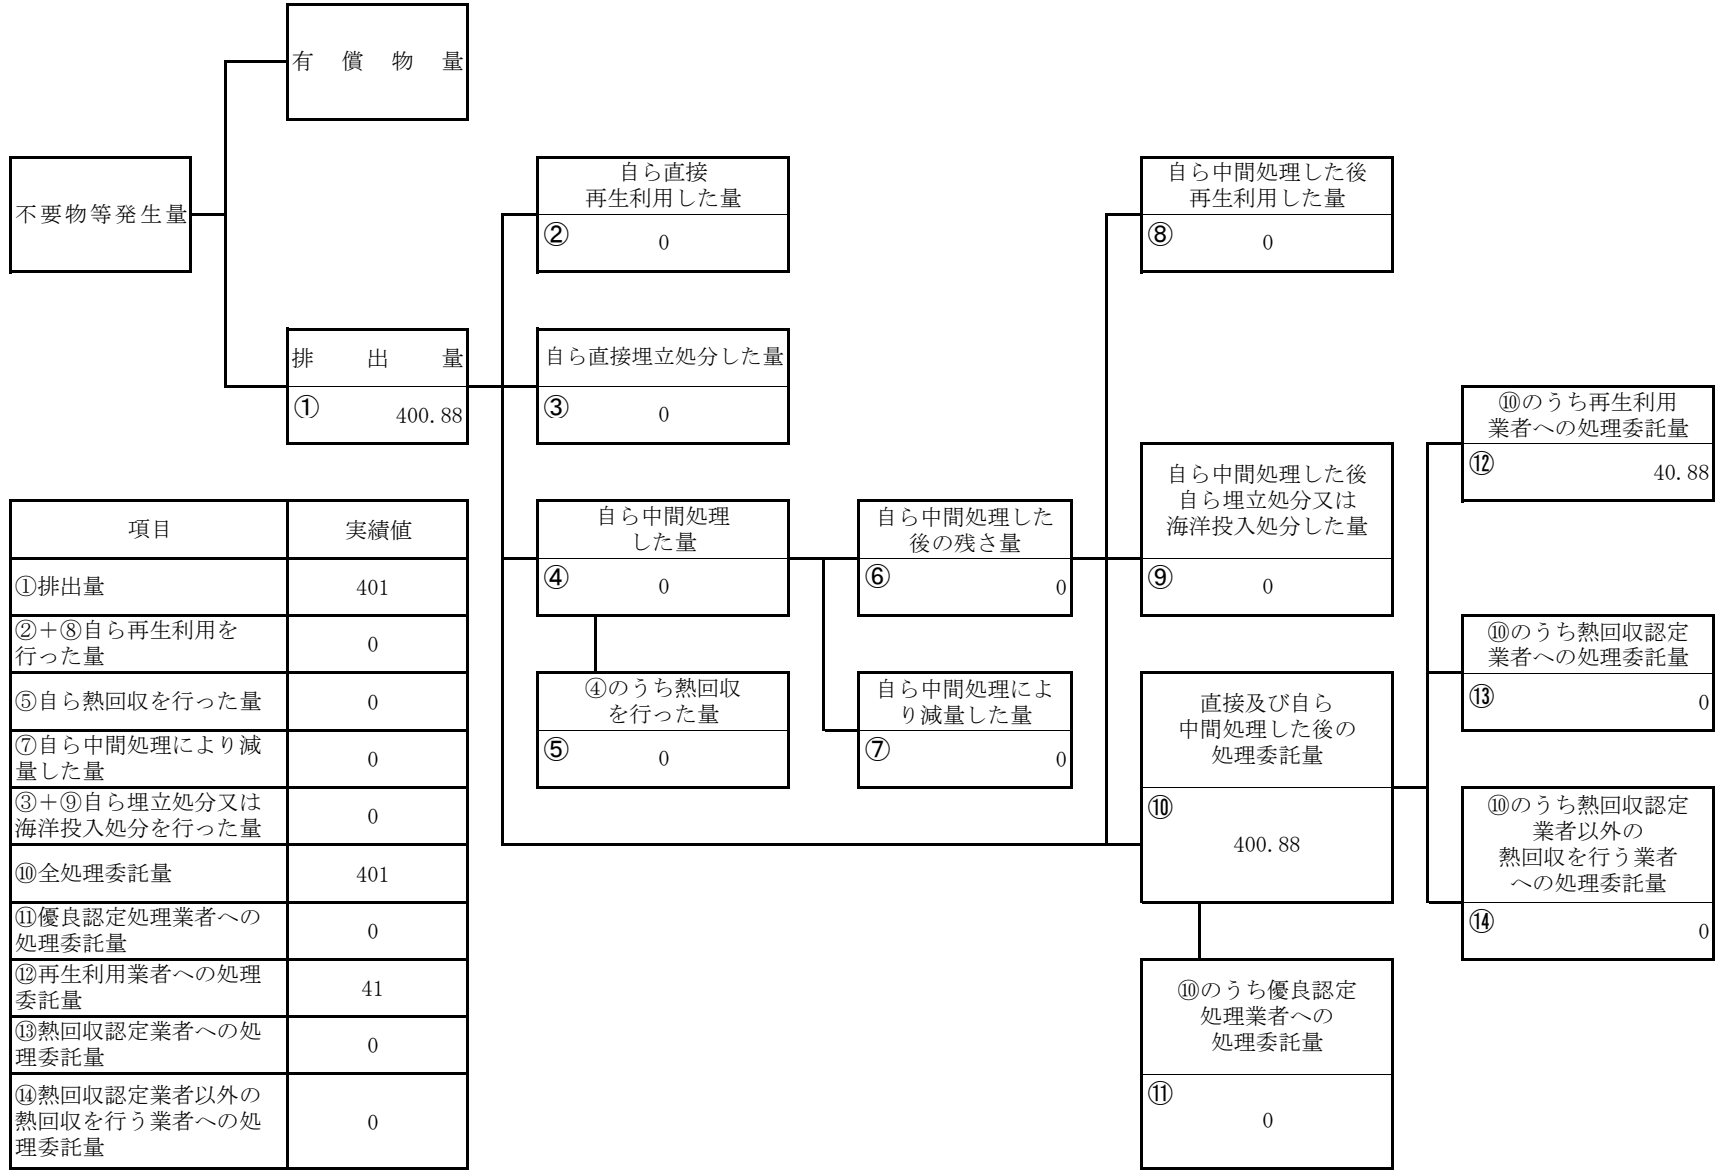 有償物量
不要物等発生量
自ら直接
再生利用した量
②
0
自ら中間処理した後
再生利用した量
⑧
0
排出量
①
400.88
自ら直接埋立処分した量
③
0
⑩のうち再生利用
業者への処理委託量
⑫
40.88
自ら中間処理した後
自ら埋立処分又は
海洋投入処分した量
⑨
0
自ら中間処理
した量
④
0
自ら中間処理した
後の残さ量
⑥
0
⑩のうち熱回収認定
業者への処理委託量
⑬
0
④のうち熱回収
を行った量
⑤
0
自ら中間処理によ
り減量した量
⑦
0
直接及び自ら
中間処理した後の
処理委託量
⑩
400.88
⑩のうち熱回収認定
業者以外の
熱回収を行う業者
への処理委託量
⑭
0
⑩のうち優良認定
処理業者への
処理委託量
⑪
0
項目 実績値
①排出量 401
②+⑧自ら再生利用を
行った量
0
⑤自ら熱回収を行った量 0
⑦自ら中間処理により減
量した量
0
③+⑨自ら埋立処分又は
海洋投入処分を行った量
0
⑩全処理委託量 401
⑪優良認定処理業者への
処理委託量
0
⑫再生利用業者への処理
委託量
41
⑬熱回収認定業者への処
理委託量
0
⑭熱回収認定業者以外の
熱回収を行う業者への処
理委託量
0